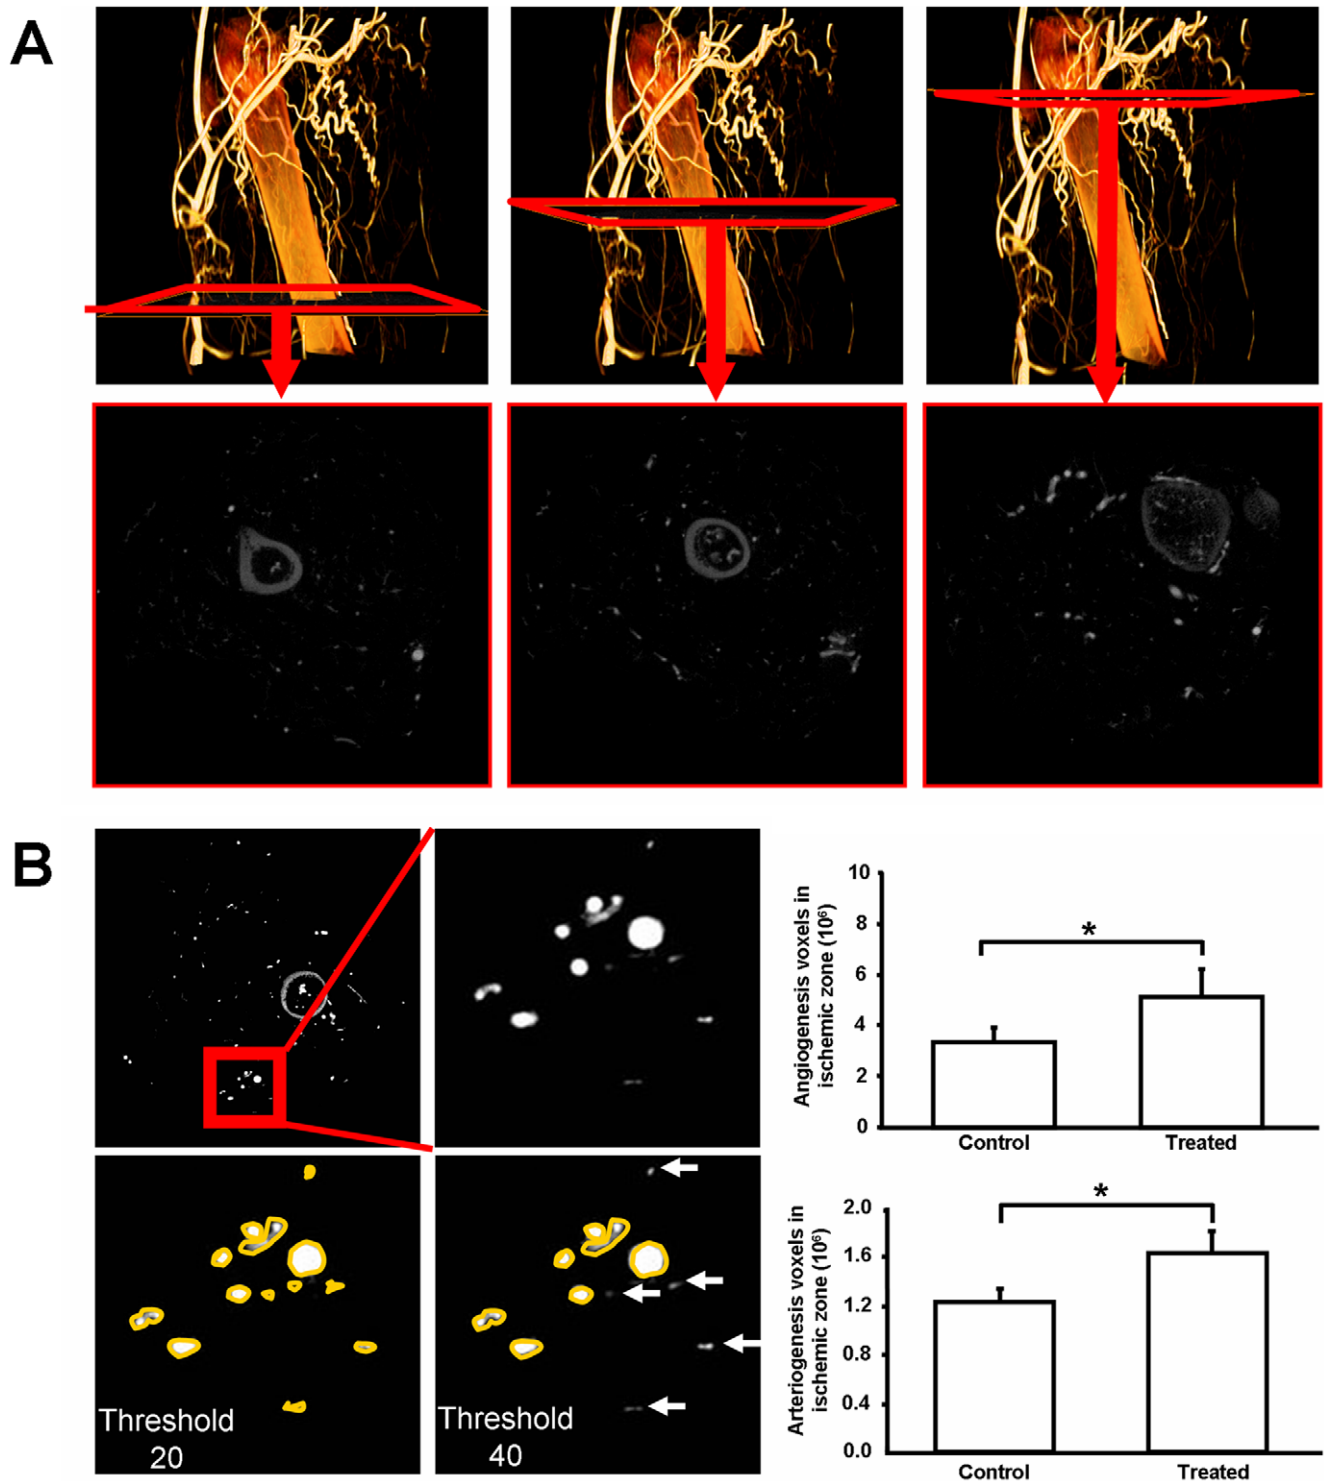 A
B
Threshold
20
Threshold
40
Angiogenesis voxels in
ischemic zone (10⁶)
10
8
6
4
2
0
*
Control
Treated
Arteriogenesis voxels in
ischemic zone (10⁶)
2.0
1.6
1.2
0.8
0.4
0.0
*
Control
Treated